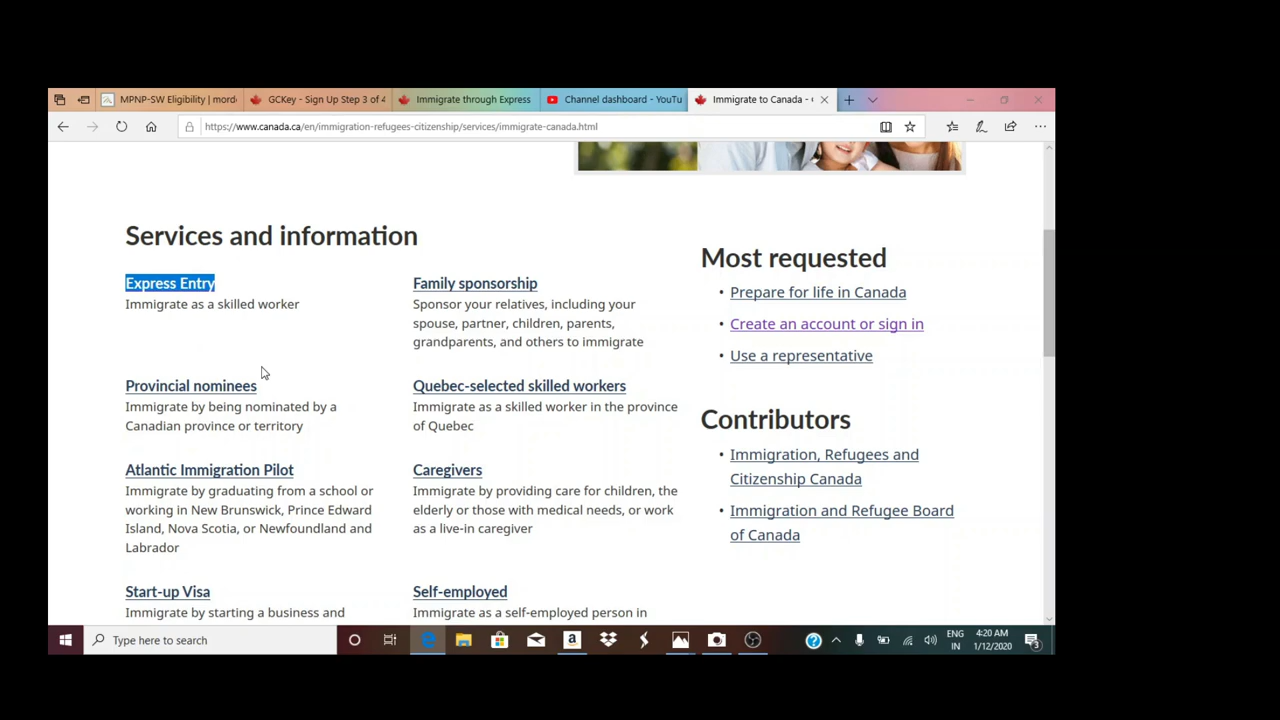 MPNP-SW Eligibility | mord
GCKey - Sign Up Step 3 of 4
Immigrate through Express
Channel dashboard - YouTu
Immigrate to Canada -
https://www.canada.ca/en/immigration-refugees-citizenship/services/immigrate-canada.html
Services and information
Express Entry
Immigrate as a skilled worker
Family sponsorship
Sponsor your relatives, including your
spouse, partner, children, parents,
grandparents, and others to immigrate
Provincial nominees
Immigrate by being nominated by a
Canadian province or territory
Quebec-selected skilled workers
Immigrate as a skilled worker in the province
of Quebec
Atlantic Immigration Pilot
Immigrate by graduating from a school or
working in New Brunswick, Prince Edward
Island, Nova Scotia, or Newfoundland and
Labrador
Caregivers
Immigrate by providing care for children, the
elderly or those with medical needs, or work
as a live-in caregiver
Start-up Visa
Immigrate by starting a business and
Self-employed
Immigrate as a self-employed person in
Most requested
• Prepare for life in Canada
• Create an account or sign in
• Use a representative
Contributors
• Immigration, Refugees and
Citizenship Canada
• Immigration and Refugee Board
of Canada
Type here to search
ENG
IN
4:20 AM
1/12/2020
3